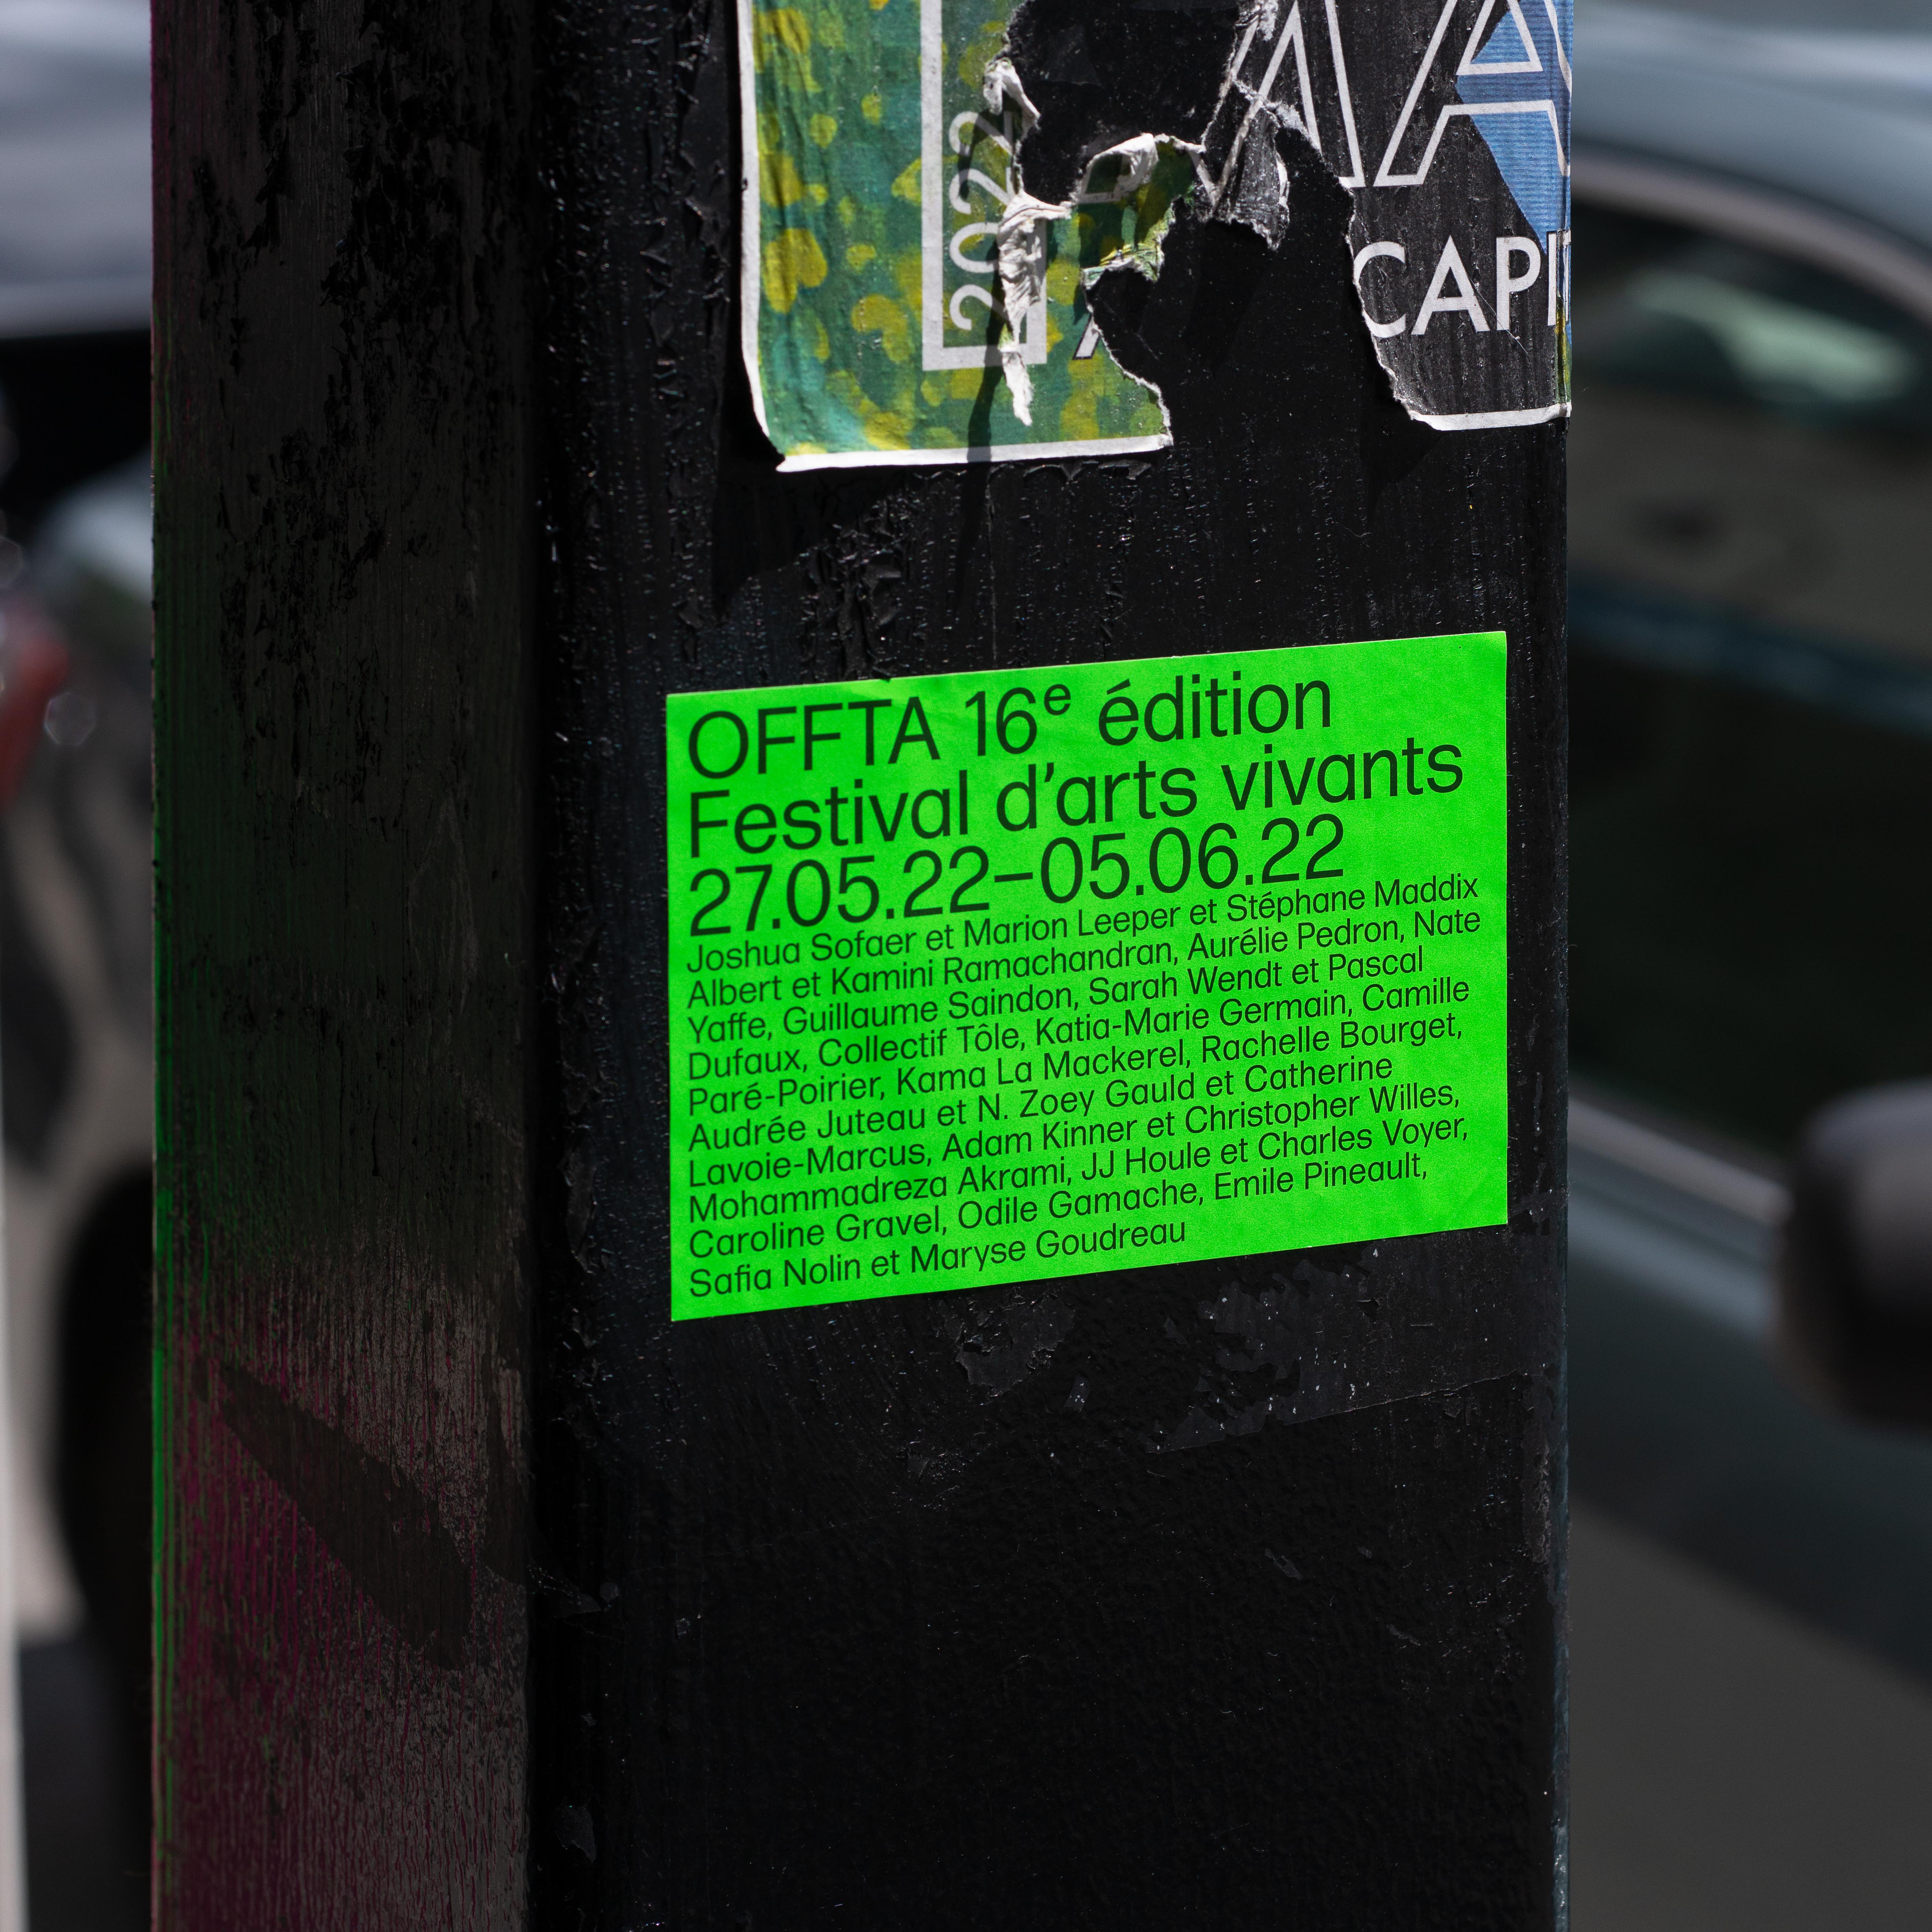 2022
CAPI
OFFTA 16e édition
Festival d'arts vivants
27.05.22–05.06.22
Joshua Sofaer et Marion Leeper et Stéphane Maddix
Albert et Kamini Ramachandran, Aurélie Pedron, Nate
Yaffe, Guillaume Saindon, Sarah Wendt et Pascal
Dufaux, Collectif Tôle, Katia-Marie Germain, Camille
Paré-Poirier, Kama La Mackerel, Rachelle Bourget,
Audrée Juteau et N. Zoey Gauld et Catherine
Lavoie-Marcus, Adam Kinner et Christopher Willes,
Mohammadreza Akrami, JJ Houle et Charles Voyer,
Caroline Gravel, Odile Gamache, Emile Pineault,
Safia Nolin et Maryse Goudreau